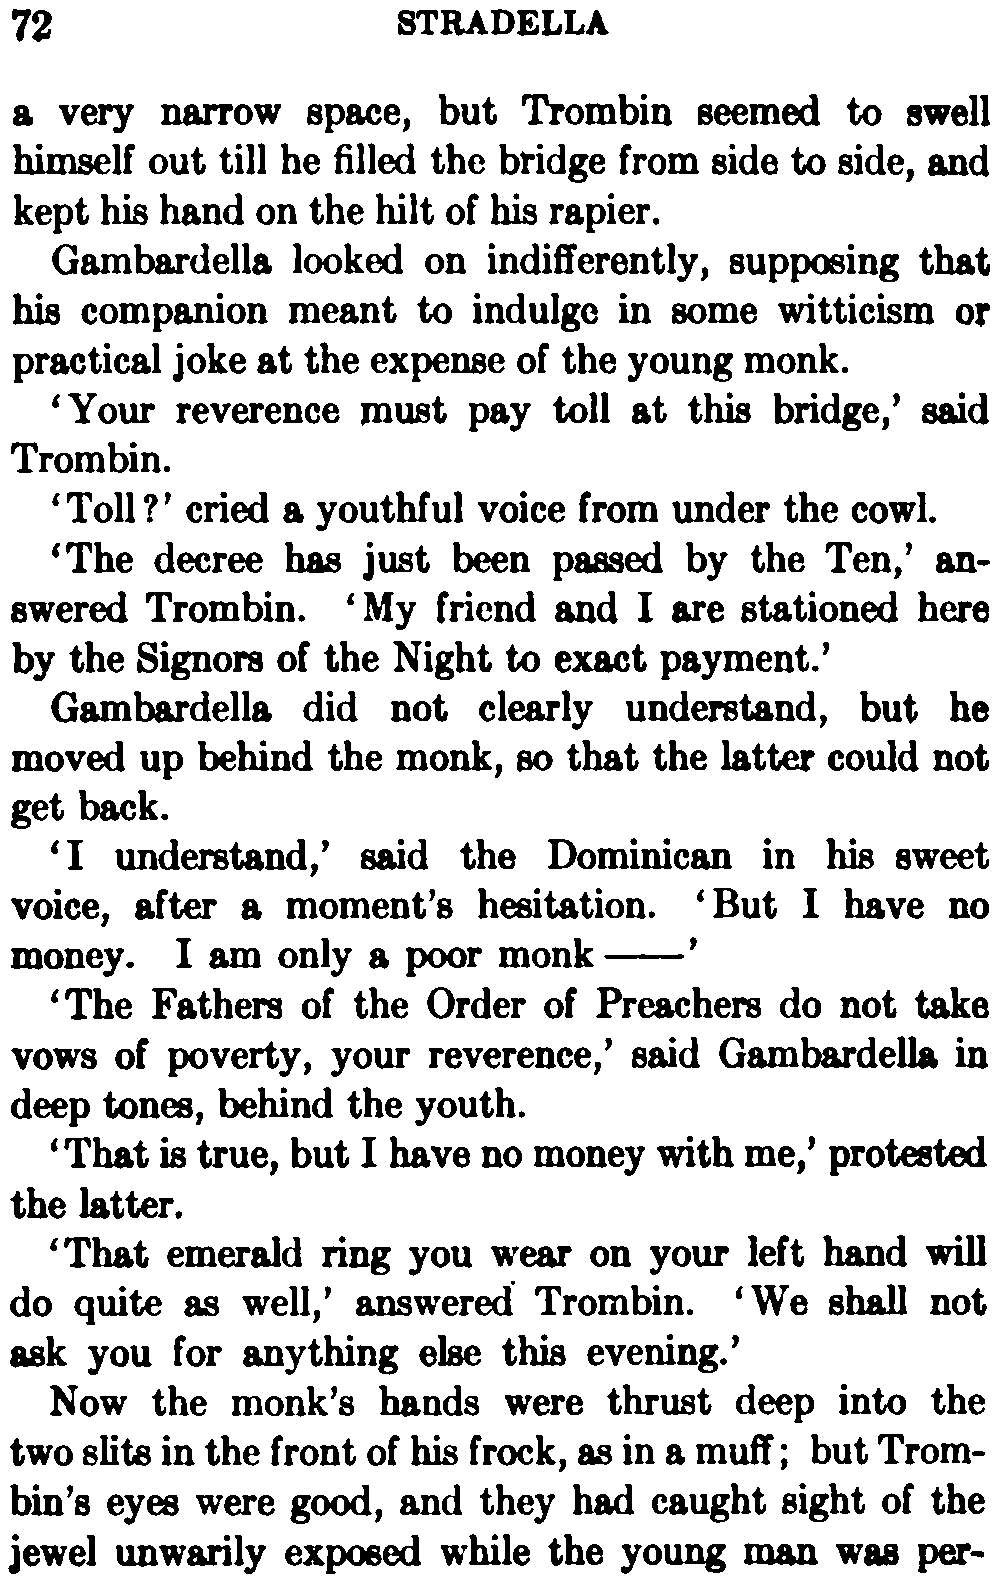 72 STRADELLA
a very narrow space, but Trombin seemed to swell
himself out till he filled the bridge from side to side, and
kept his hand on the hilt of his rapier.
Gambardella looked on indifferently, supposing that
his companion meant to indulge in some witticism or
practical joke at the expense of the young monk.
‘Your reverence must pay toll at this bridge,’ said
Trombin.
‘Toll?’ cried a youthful voice from under the cowl.
‘The decree has just been passed by the Ten,’ an-
swered Trombin. ‘My friend and I are stationed here
by the Signors of the Night to exact payment.’
Gambardella did not clearly understand, but he
moved up behind the monk, so that the latter could not
get back.
‘I understand,’ said the Dominican in his sweet
voice, after a moment's hesitation. ‘But I have no
money. I am only a poor monk ——’
‘The Fathers of the Order of Preachers do not take
vows of poverty, your reverence,’ said Gambardella in
deep tones, behind the youth.
‘That is true, but I have no money with me,’ protested
the latter.
‘That emerald ring you wear on your left hand will
do quite as well,’ answered Trombin. ‘We shall not
ask you for anything else this evening.’
Now the monk's hands were thrust deep into the
two slits in the front of his frock, as in a muff; but Trom-
bin's eyes were good, and they had caught sight of the
jewel unwarily exposed while the young man was per-